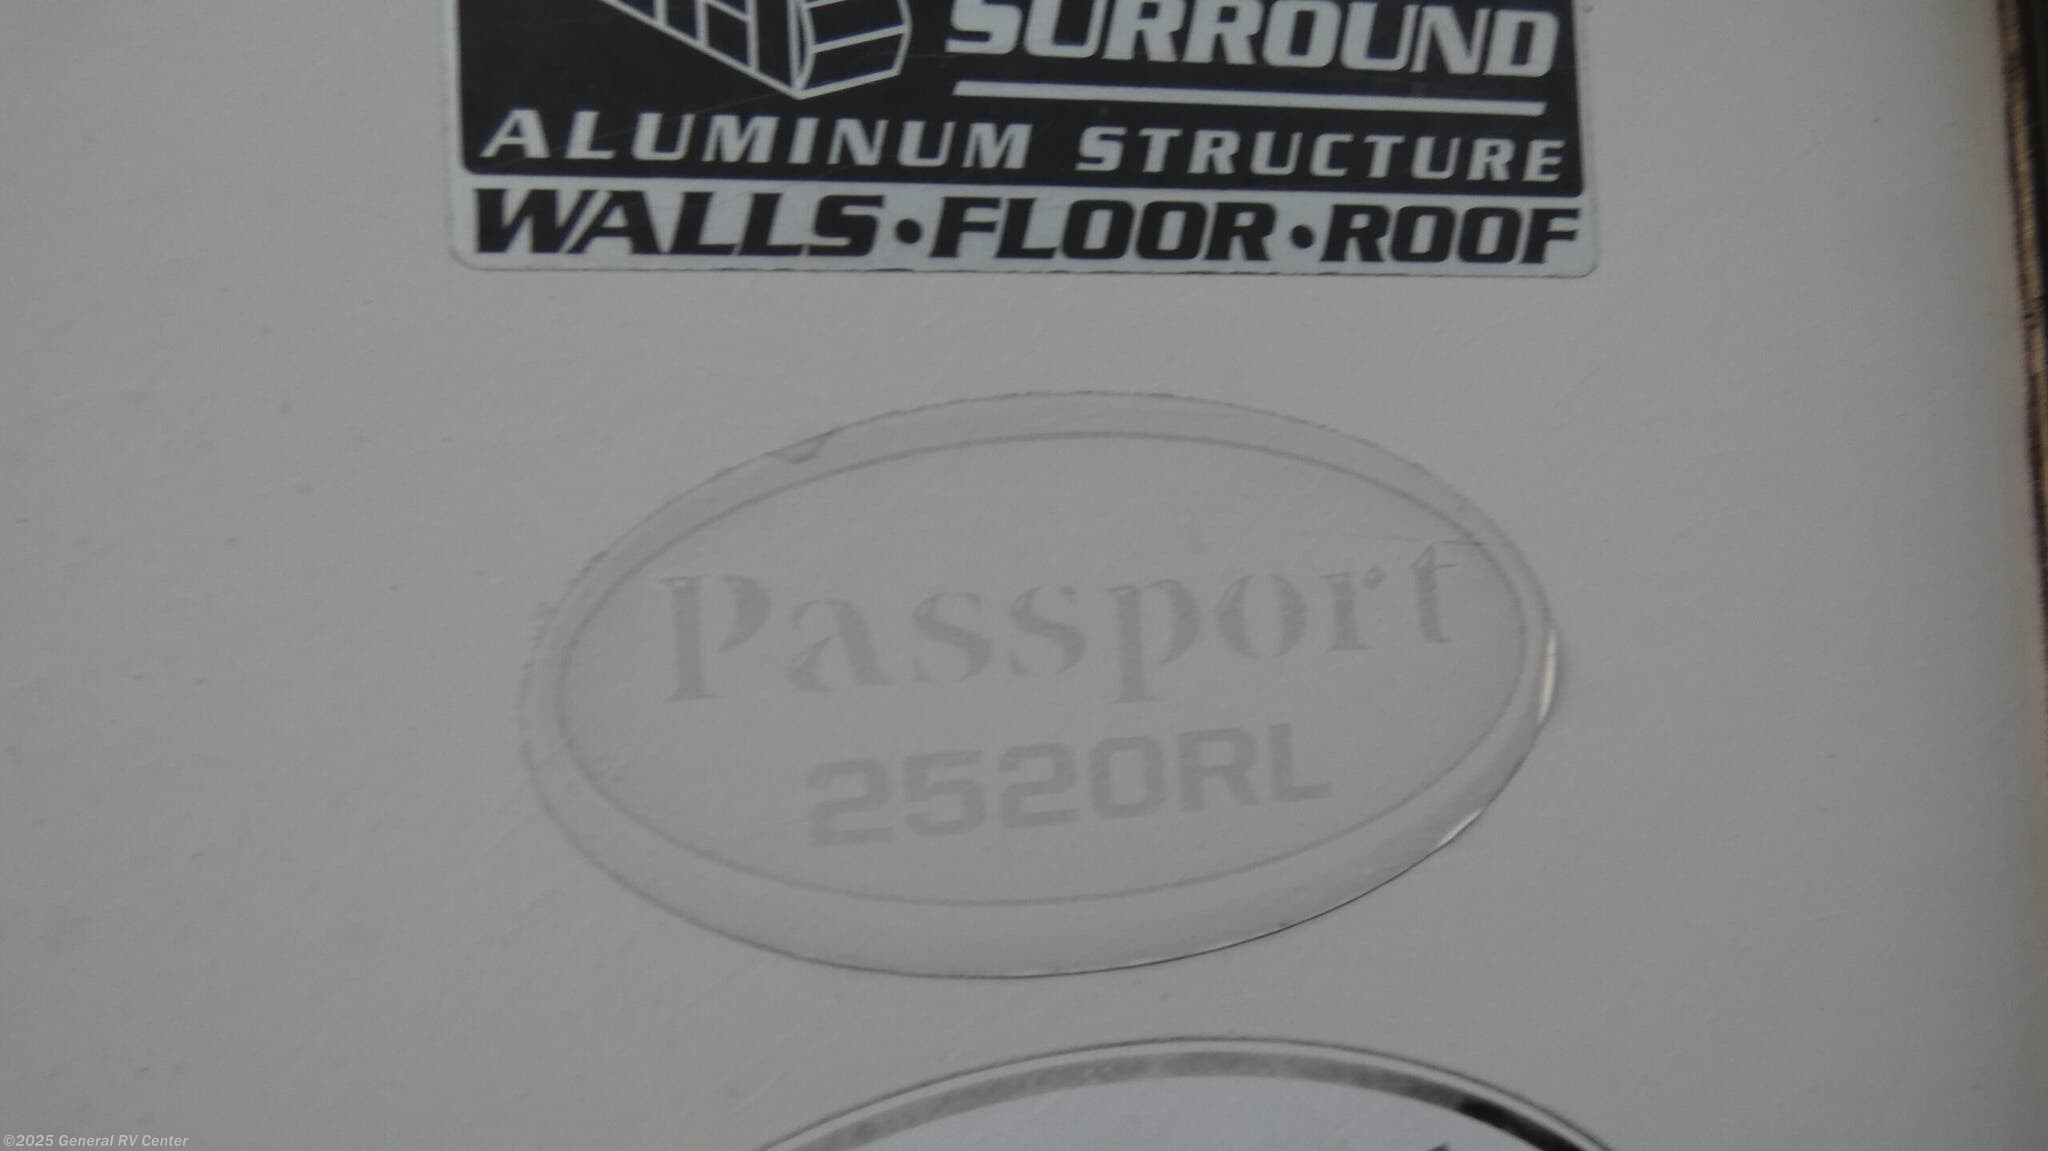 SURROUND
ALUMINUM STRUCTURE
WALLS•FLOOR•ROOF
Passport
2520RL
©2025 General RV Center